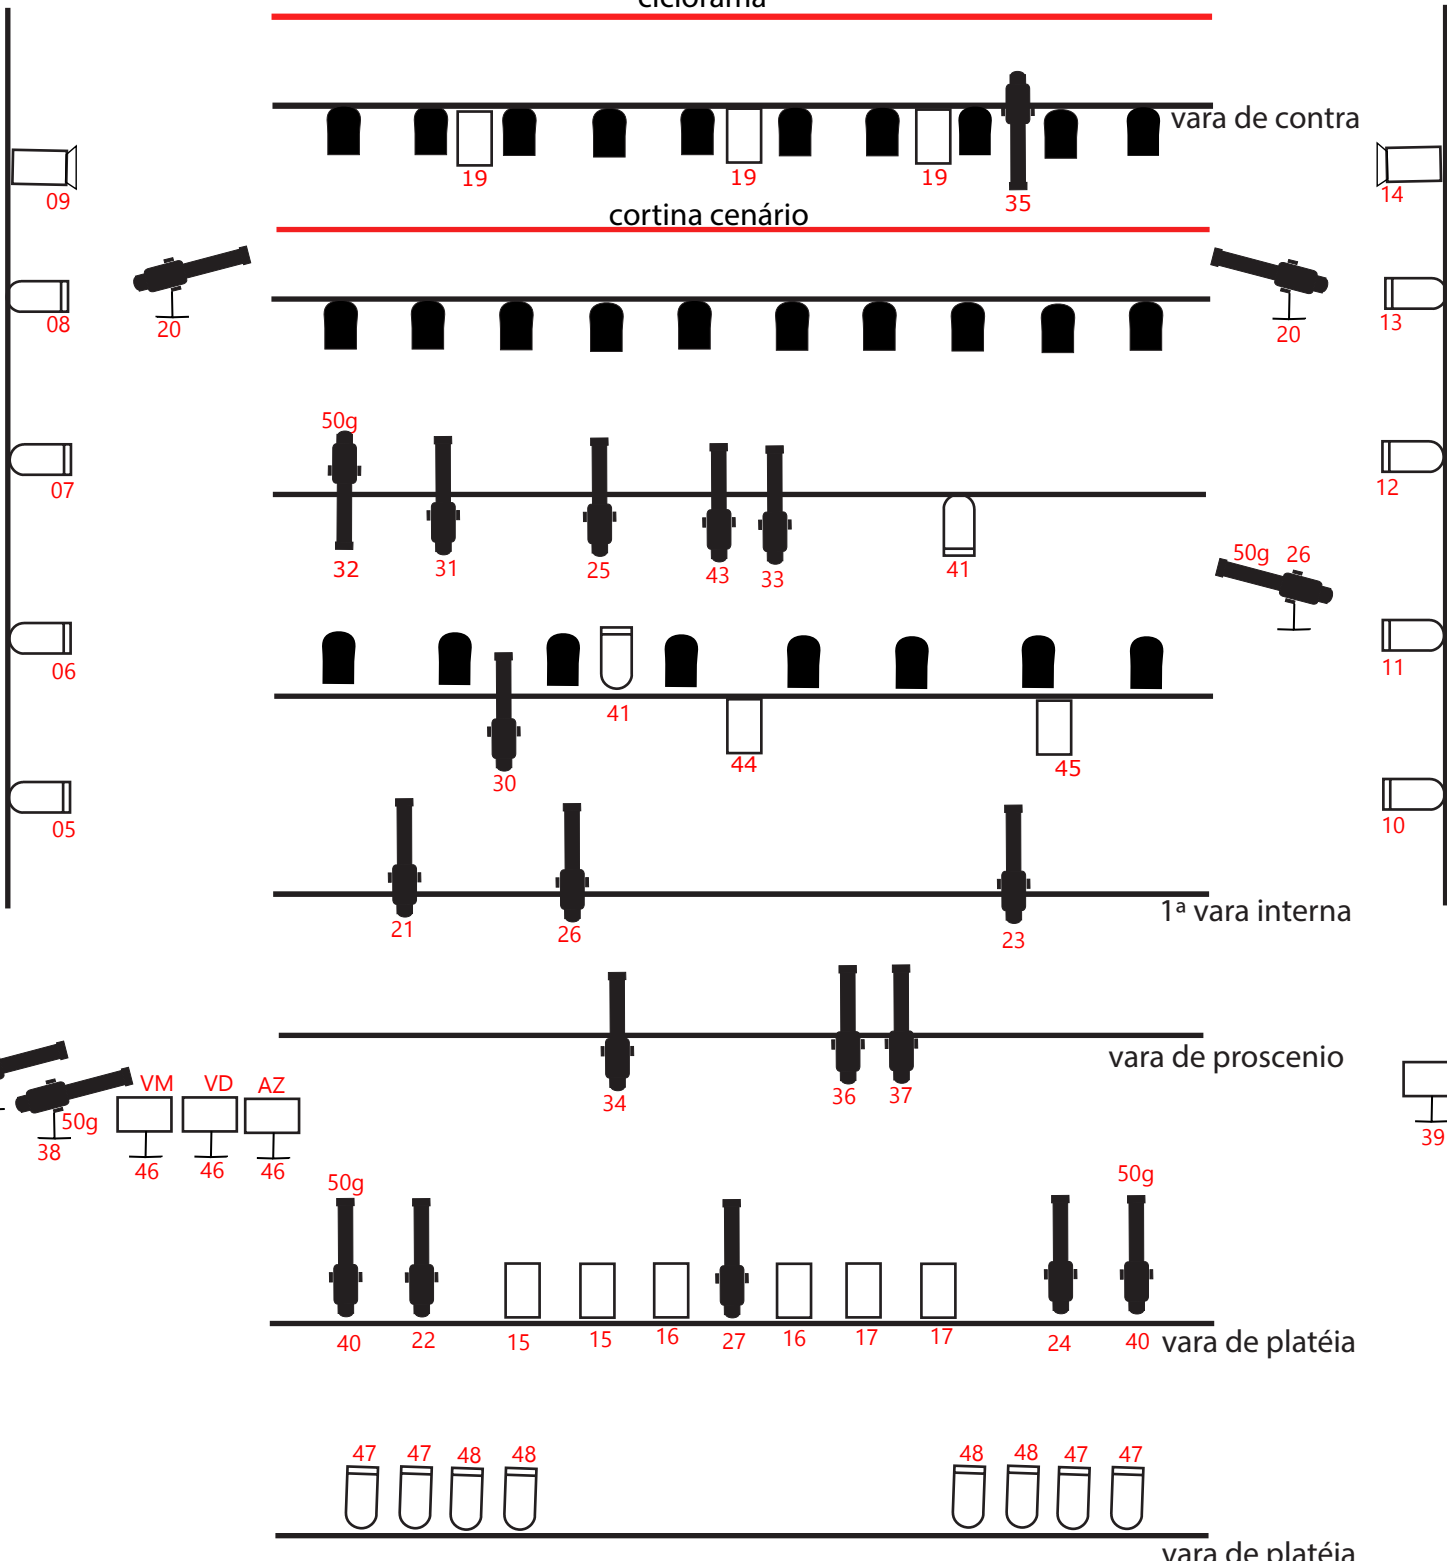 ciclorama
vara de contra
19 19 19 35
09 14
cortina cenário
08 20 20 13
50g
07 32 31 25 43 33 41 12
50g 26
06 41 11
30 44 45
05 10
21 26 23
1ª vara interna
vara de proscenio
VM VD AZ
50g
34 36 37
38 46 46 46 39
50g 50g
40 22 15 15 16 27 16 17 17 24 40
vara de platéia
47 47 48 48 48 48 47 47
vara de platéia